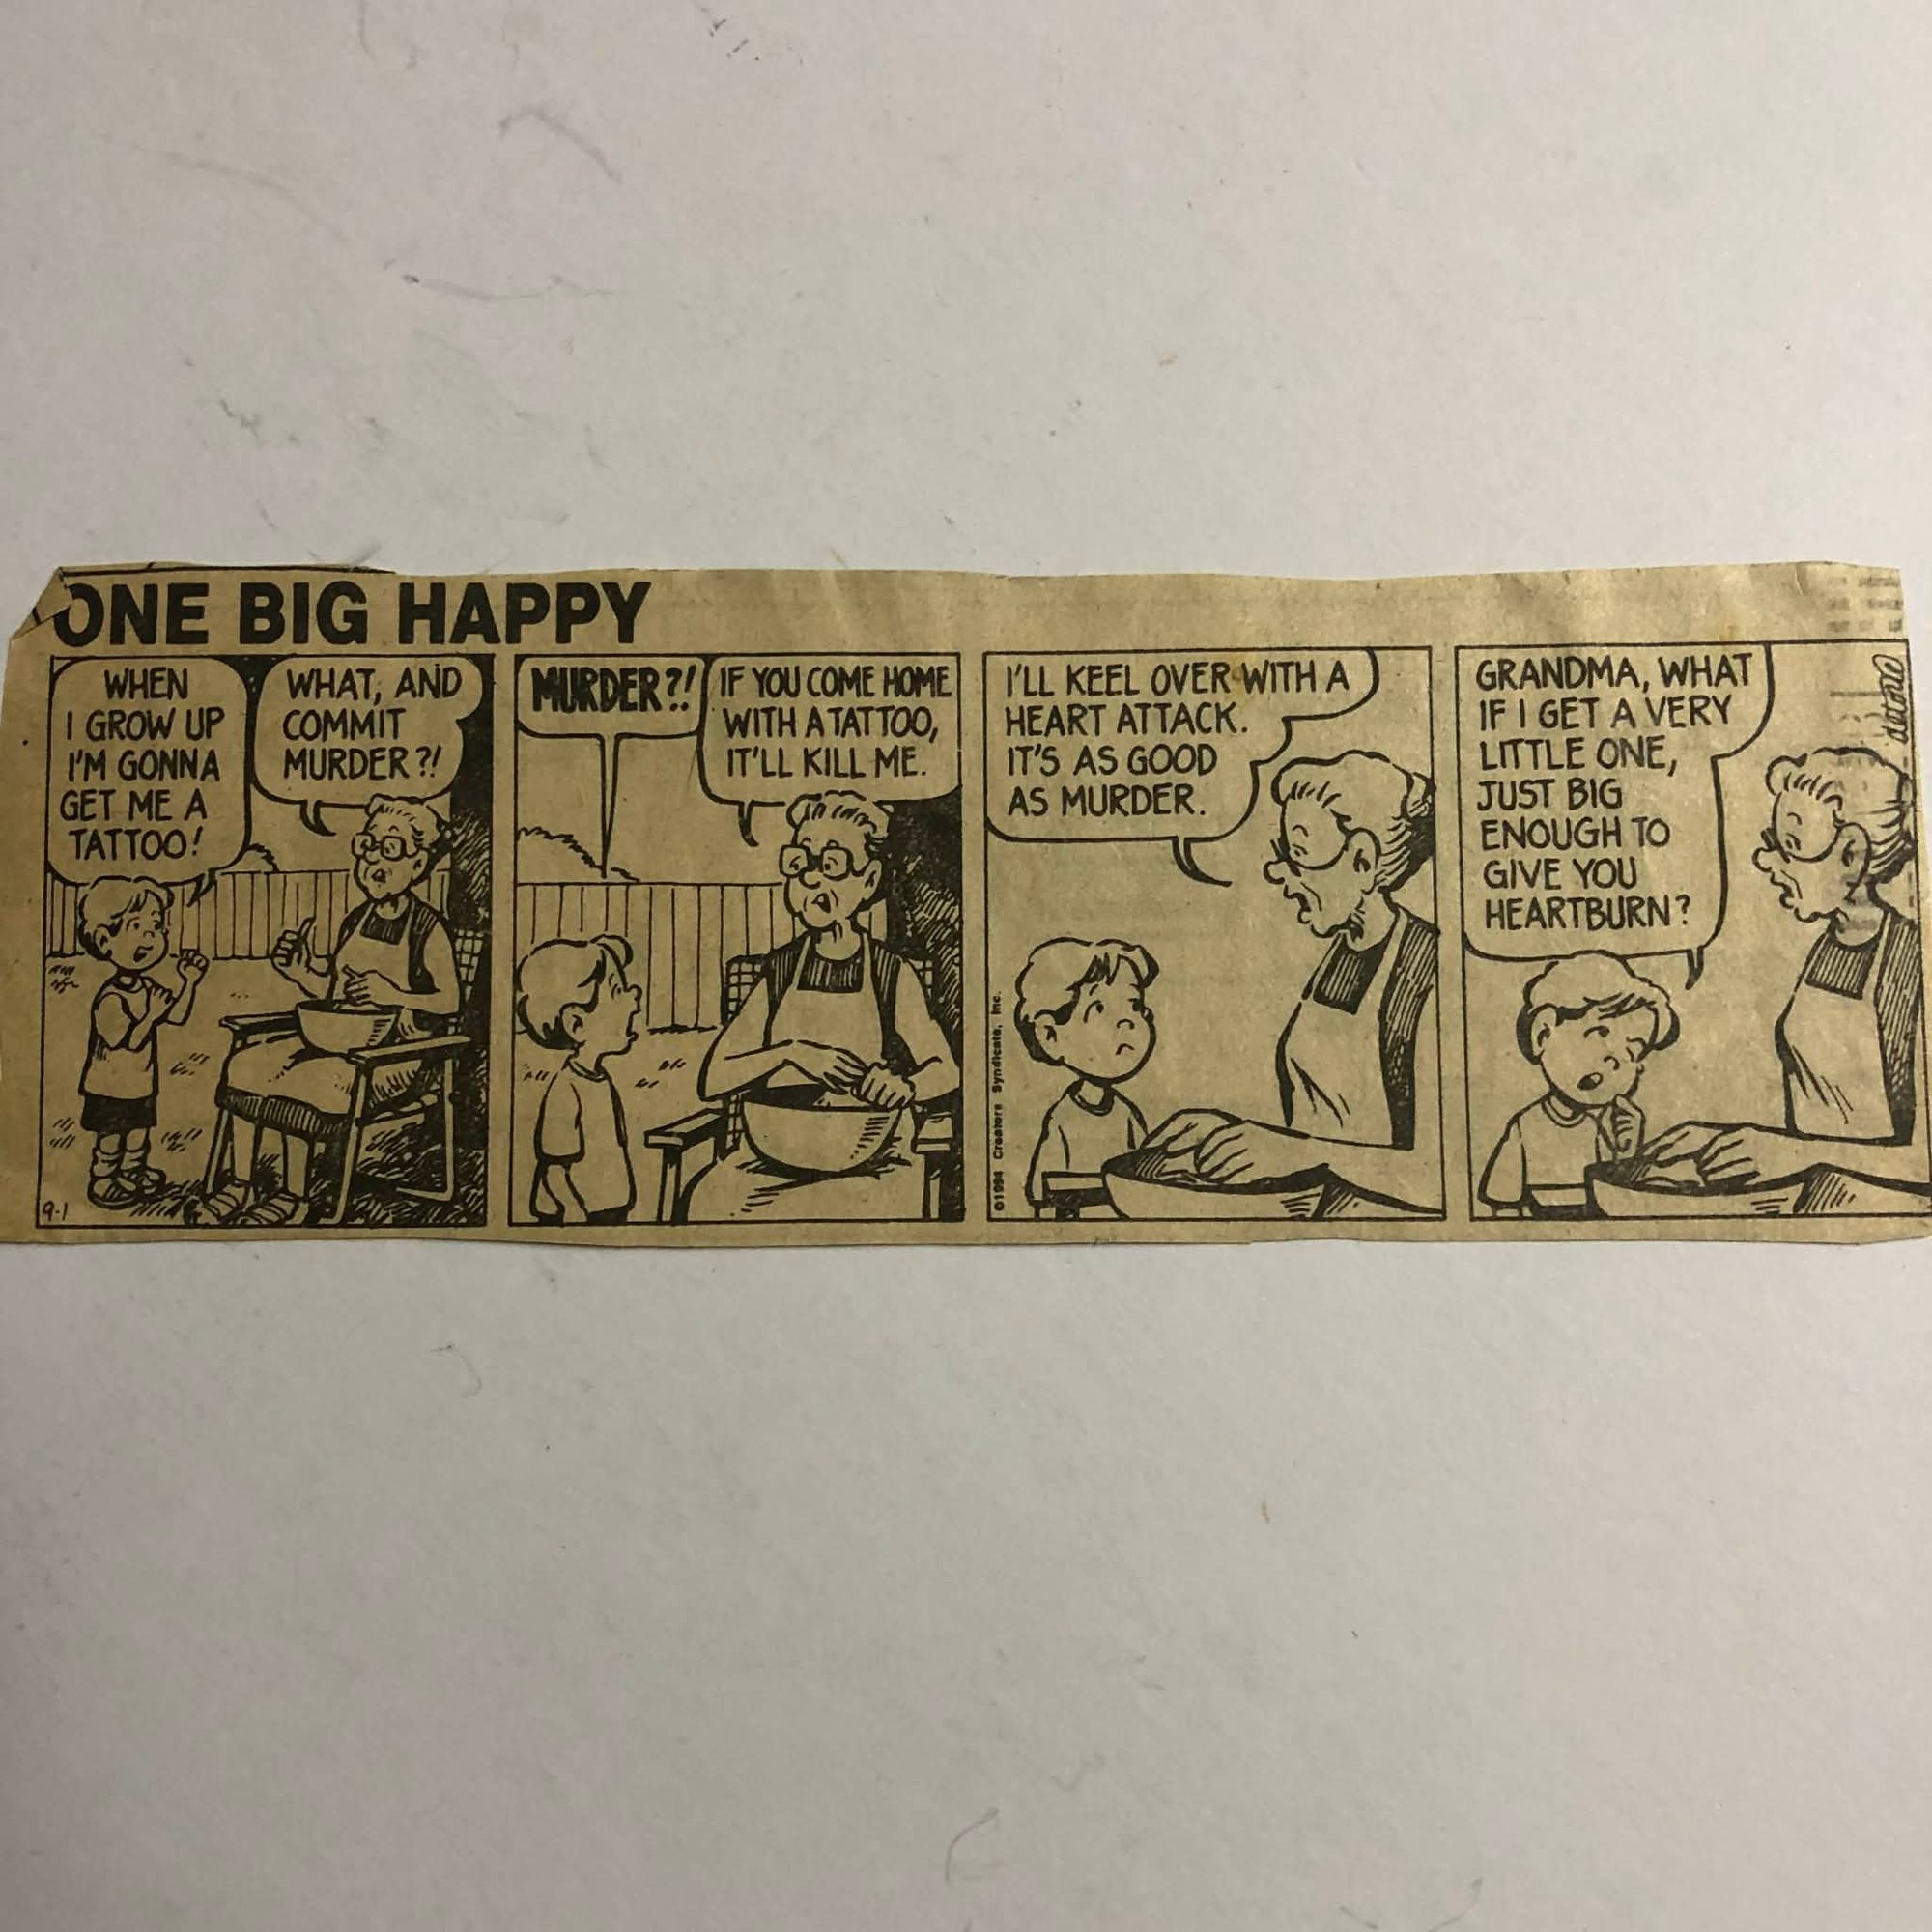 ONE BIG HAPPY
WHEN
I GROW UP
I'M GONNA
GET ME A
TATTOO!
WHAT, AND
COMMIT
MURDER?!
9-1
MURDER?!
IF YOU COME HOME
WITH A TATTOO,
IT'LL KILL ME.
I'LL KEEL OVER WITH A
HEART ATTACK.
IT'S AS GOOD
AS MURDER.
©1994 Creators Syndicate, Inc.
GRANDMA, WHAT
IF I GET A VERY
LITTLE ONE,
JUST BIG
ENOUGH TO
GIVE YOU
HEARTBURN?
detorie